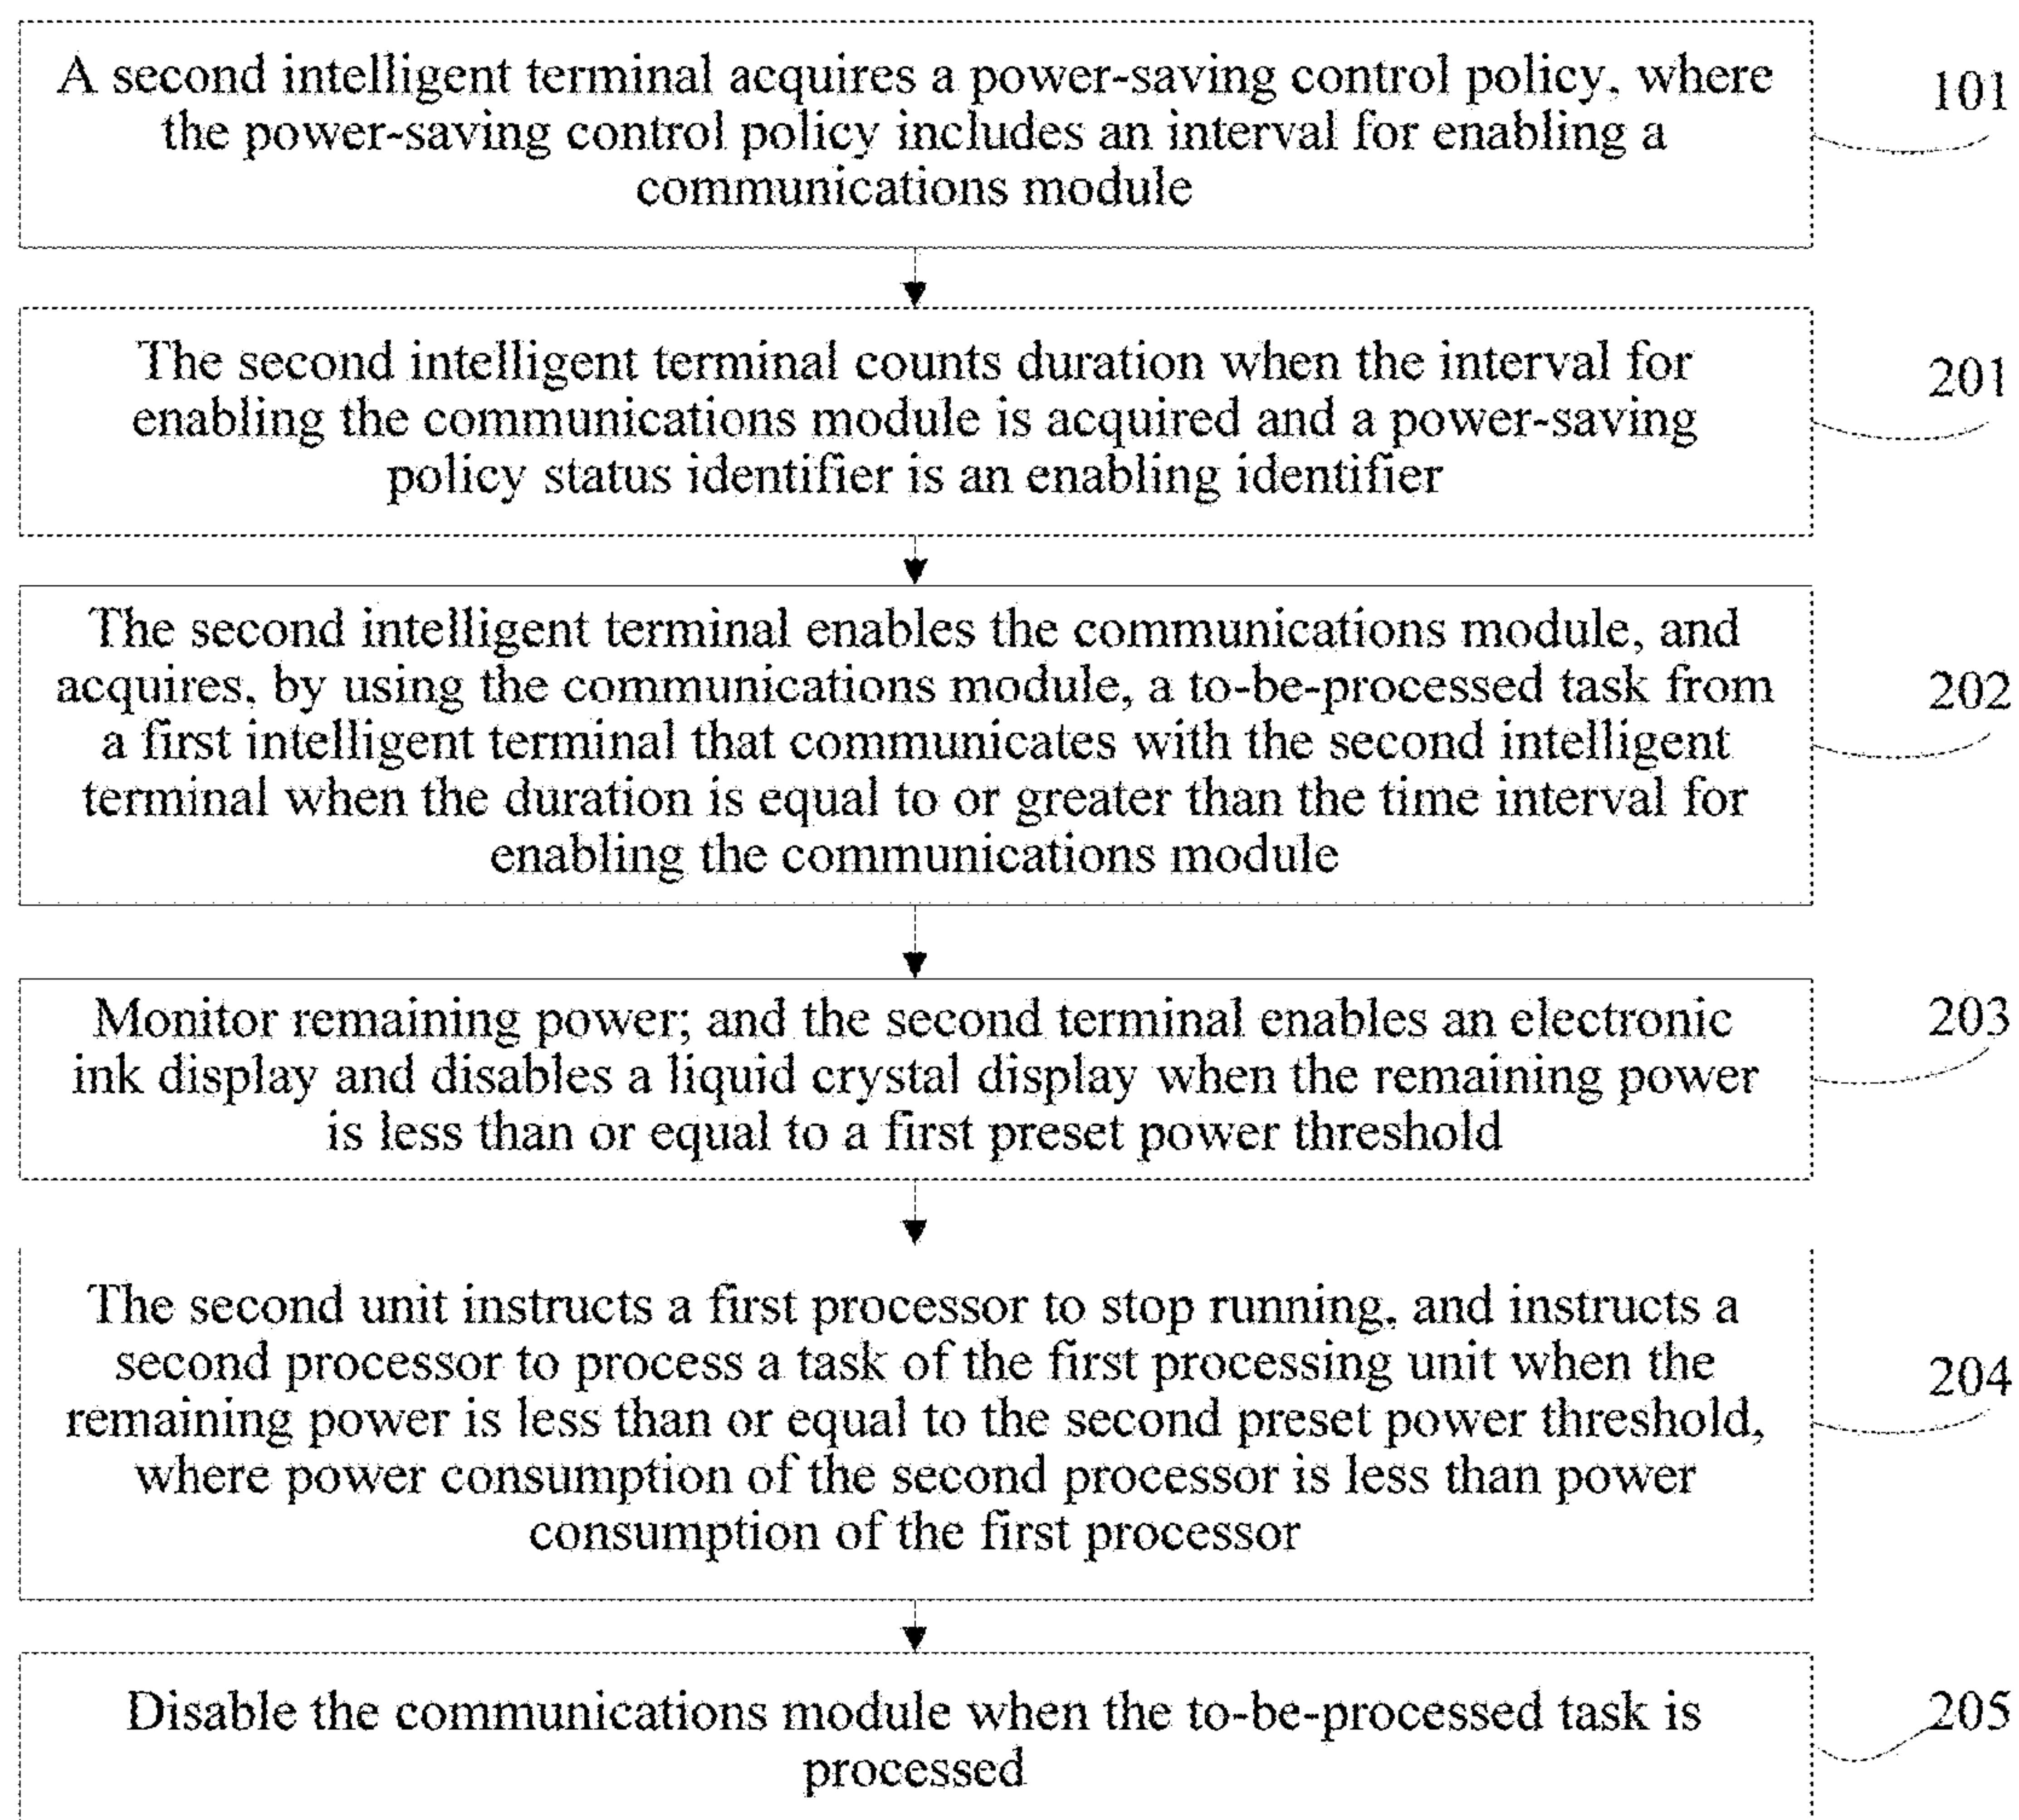 A second intelligent terminal acquires a power-saving control policy, where
the power-saving control policy includes an interval for enabling a
communications module
101
The second intelligent terminal counts duration when the interval for
enabling the communications module is acquired and a power-saving
policy status identifier is an enabling identifier
201
The second intelligent terminal enables the communications module, and
acquires, by using the communications module, a to-be-processed task from
a first intelligent terminal that communicates with the second intelligent
terminal when the duration is equal to or greater than the time interval for
enabling the communications module
202
Monitor remaining power; and the second terminal enables an electronic
ink display and disables a liquid crystal display when the remaining power
is less than or equal to a first preset power threshold
203
The second unit instructs a first processor to stop running, and instructs a
second processor to process a task of the first processing unit when the
remaining power is less than or equal to the second preset power threshold,
where power consumption of the second processor is less than power
consumption of the first processor
204
Disable the communications module when the to-be-processed task is
processed
205